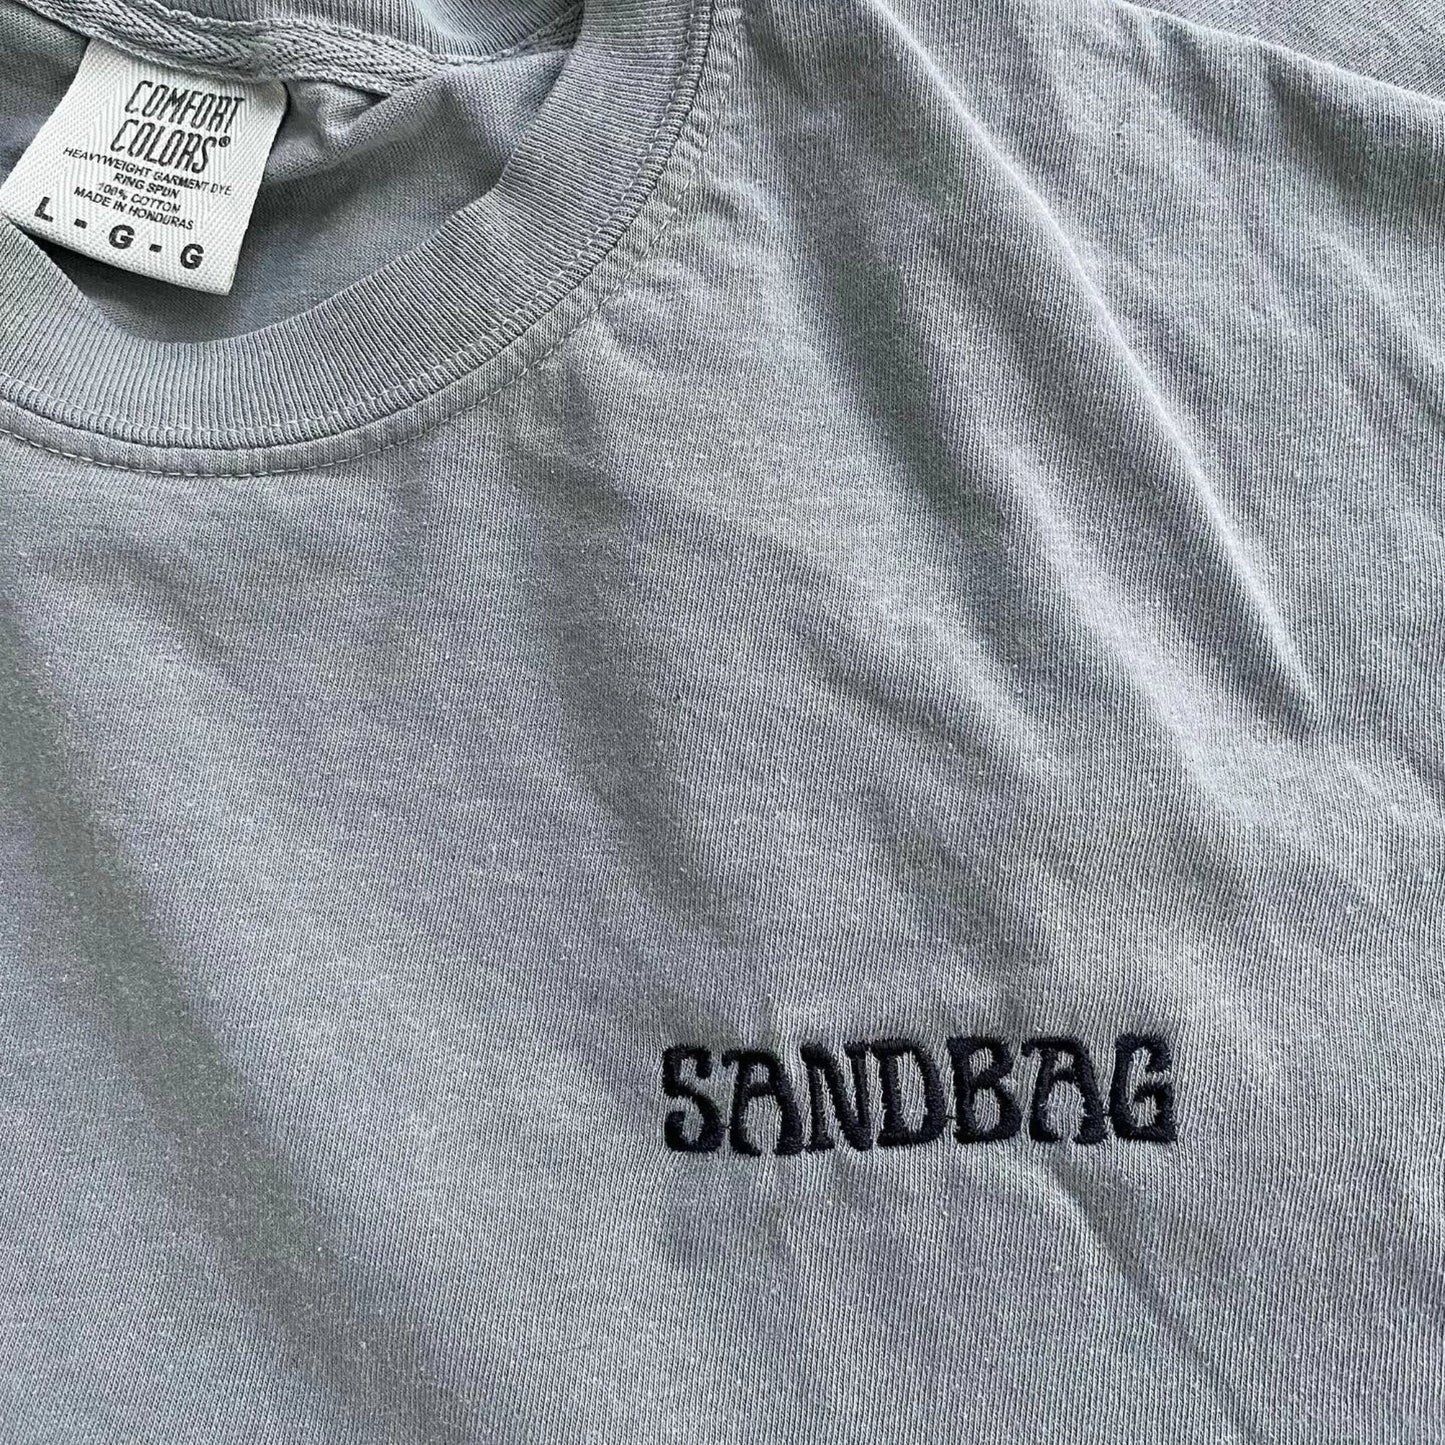 COMFORT
COLORS®
HEAVYWEIGHT GARMENT DYE
RING SPUN
100% COTTON
MADE IN HONDURAS
L - G - G
SANDBAG